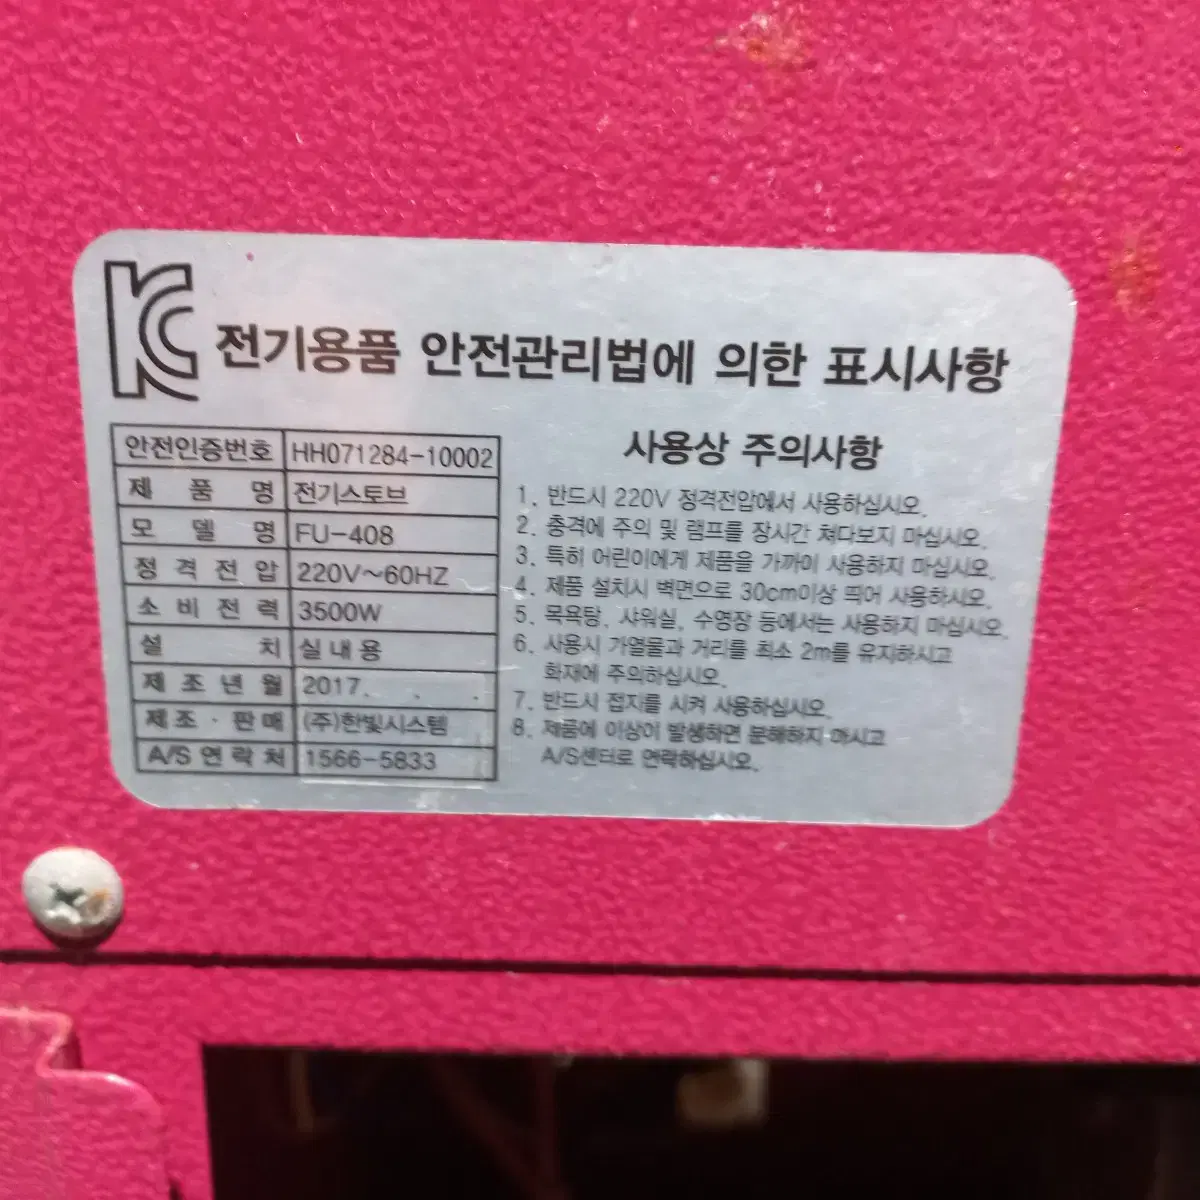 KC
전기용품 안전관리법에 의한 표시사항
안전인증번호 HH071284-10002
제 품 명 전기스토브
모 델 명 FU-408
정 격 전 압 220V~60HZ
소 비 전 력 3500W
설 치 실내용
제 조 년 월 2017. . .
제 조 · 판 매 (주)한빛시스템
A/S 연 락 처 1566-5833
사용상 주의사항
1. 반드시 220V 정격전압에서 사용하십시오.
2. 충격에 주의 및 램프를 장시간 쳐다보지 마십시오.
3. 특히 어린이에게 제품을 가까이 사용하지 마십시오.
4. 제품 설치시 벽면으로 30cm이상 띄어 사용하시오.
5. 목욕탕, 샤워실, 수영장 등에서는 사용하지 마십시오.
6. 사용시 가열물과 거리를 최소 2m를 유지하시고
화재에 주의하십시오.
7. 반드시 접지를 시켜 사용하십시오.
8. 제품에 이상이 발생하면 분해하지 마시고
A/S센터로 연락하십시오.